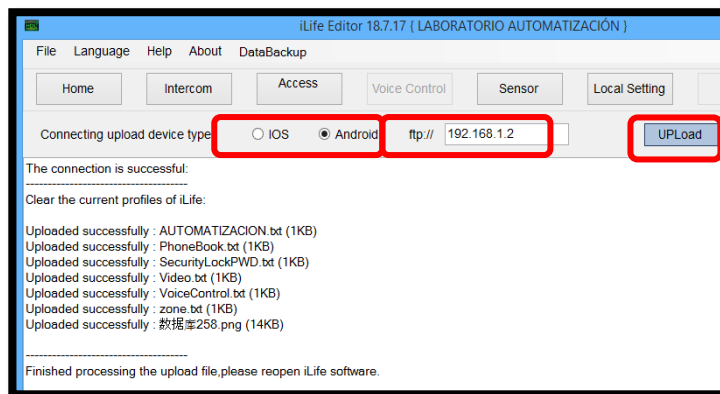 iLife Editor 18.7.17 { LABORATORIO AUTOMATIZACIÓN }
File Language Help About DataBackup
Home Intercom Access Voice Control Sensor Local Setting
Connecting upload device type IOS Android ftp:// 192.168.1.2 UPLoad
The connection is successful:
-------------------------------------
Clear the current profiles of iLife:
Uploaded successfully : AUTOMATIZACION.txt (1KB)
Uploaded successfully : PhoneBook.txt (1KB)
Uploaded successfully : SecurityLockPWD.txt (1KB)
Uploaded successfully : Video.txt (1KB)
Uploaded successfully : VoiceControl.txt (1KB)
Uploaded successfully : zone.txt (1KB)
Uploaded successfully : 数据库258.png (14KB)
-------------------------------------
Finished processing the upload file,please reopen iLife software.